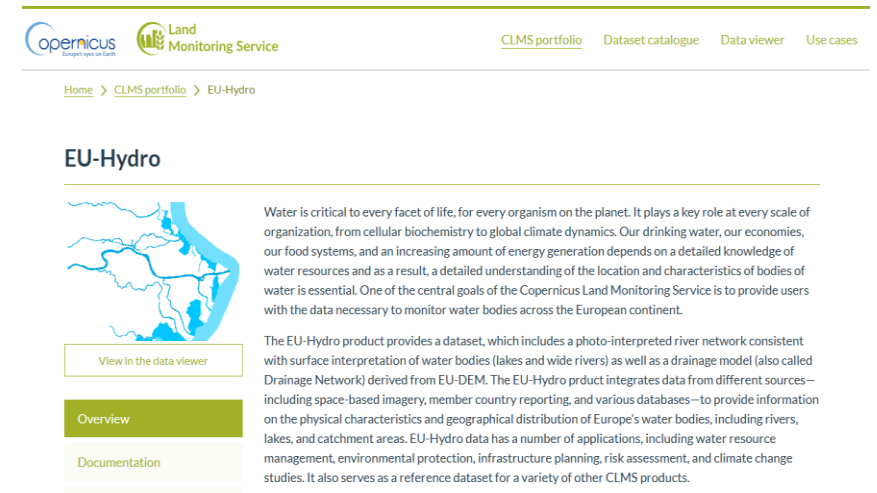 opernicus
Europe's eyes on Earth
Land
Monitoring Service
CLMS portfolio Dataset catalogue Data viewer Use cases
Home > CLMS portfolio > EU-Hydro
EU-Hydro
Water is critical to every facet of life, for every organism on the planet. It plays a key role at every scale of
organization, from cellular biochemistry to global climate dynamics. Our drinking water, our economies,
our food systems, and an increasing amount of energy generation depends on a detailed knowledge of
water resources and as a result, a detailed understanding of the location and characteristics of bodies of
water is essential. One of the central goals of the Copernicus Land Monitoring Service is to provide users
with the data necessary to monitor water bodies across the European continent.
The EU-Hydro product provides a dataset, which includes a photo-interpreted river network consistent
with surface interpretation of water bodies (lakes and wide rivers) as well as a drainage model (also called
Drainage Network) derived from EU-DEM. The EU-Hydro prduct integrates data from different sources—
including space-based imagery, member country reporting, and various databases—to provide information
on the physical characteristics and geographical distribution of Europe's water bodies, including rivers,
lakes, and catchment areas. EU-Hydro data has a number of applications, including water resource
management, environmental protection, infrastructure planning, risk assessment, and climate change
studies. It also serves as a reference dataset for a variety of other CLMS products.
View in the data viewer
Overview
Documentation